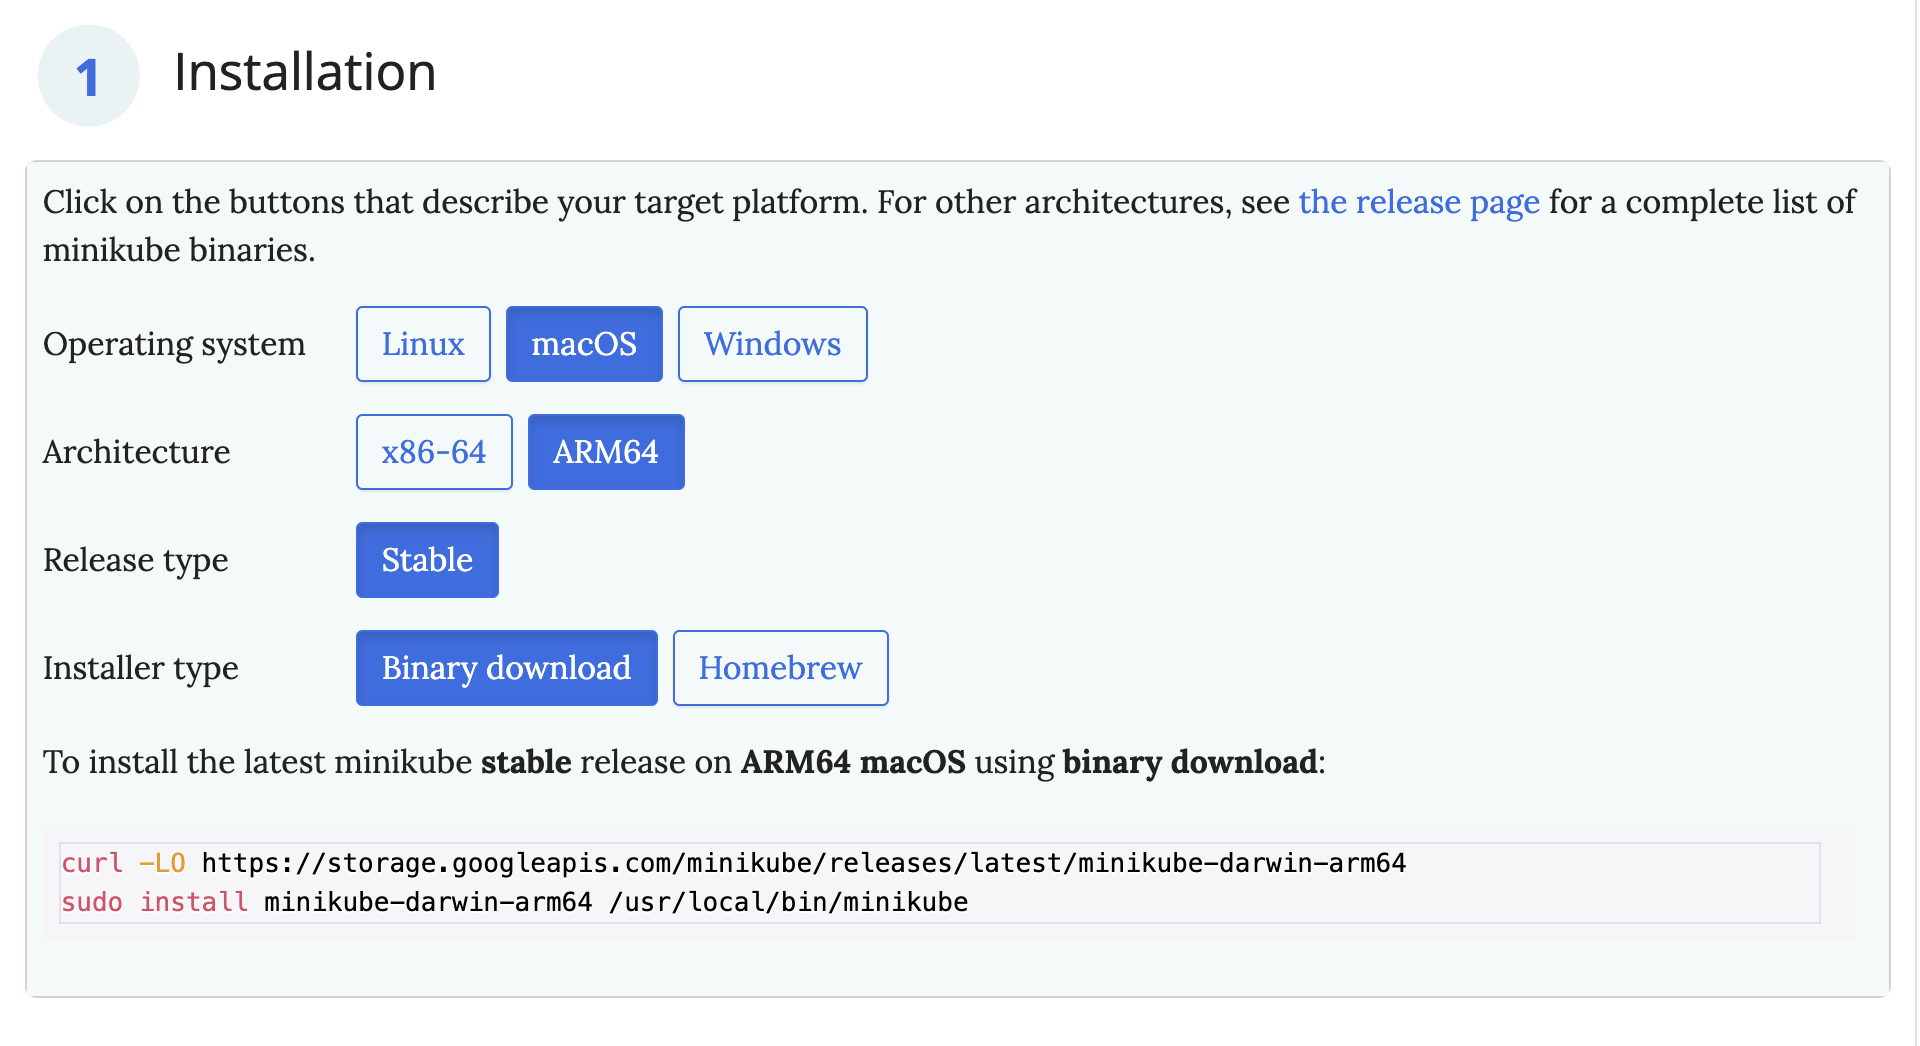 1 Installation
Click on the buttons that describe your target platform. For other architectures, see the release page for a complete list of
minikube binaries.
Operating system Linux macOS Windows
Architecture x86-64 ARM64
Release type Stable
Installer type Binary download Homebrew
To install the latest minikube stable release on ARM64 macOS using binary download:
curl -LO https://storage.googleapis.com/minikube/releases/latest/minikube-darwin-arm64
sudo install minikube-darwin-arm64 /usr/local/bin/minikube